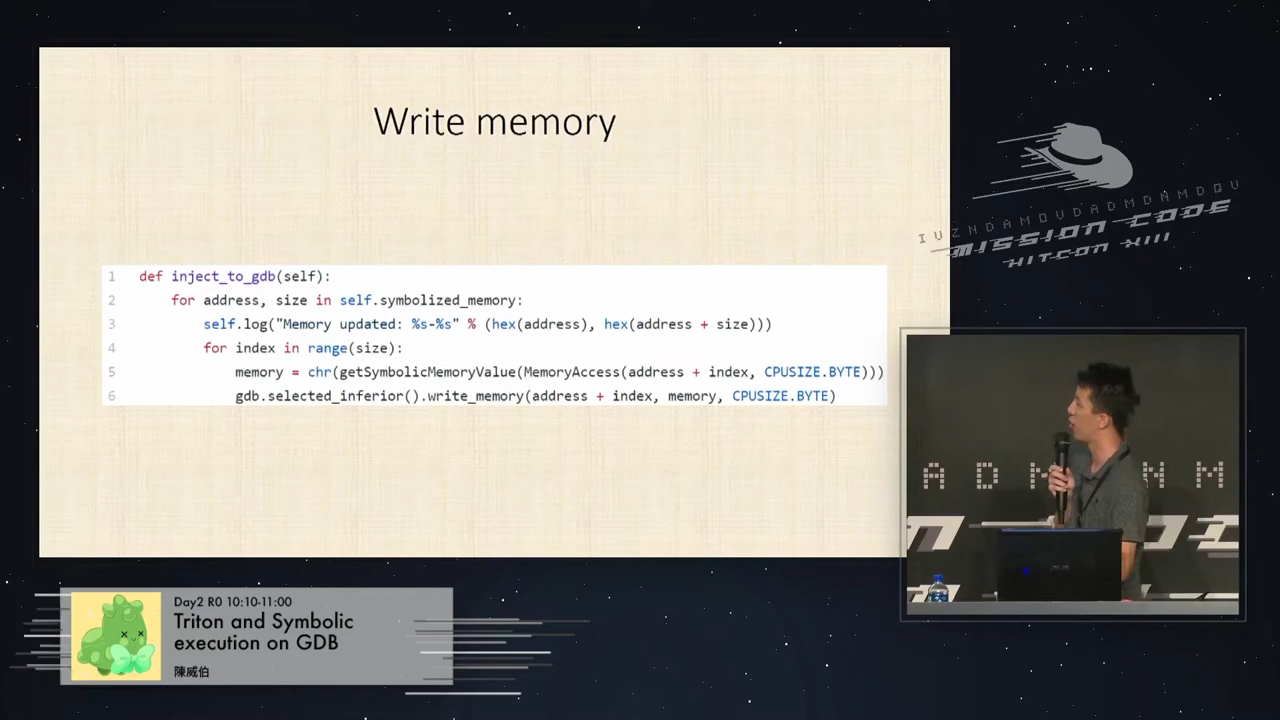 Write memory
1 def inject_to_gdb(self):
2 for address, size in self.symbolized_memory:
3 self.log("Memory updated: %s-%s" % (hex(address), hex(address + size)))
4 for index in range(size):
5 memory = chr(getSymbolicMemoryValue(MemoryAccess(address + index, CPUSIZE.BYTE)))
6 gdb.selected_inferior().write_memory(address + index, memory, CPUSIZE.BYTE)
IUZNDAMOUDADMDNMDQU
MISSION CODE
HITCON XIII
A D M
N M
Day2 R0 10:10-11:00
Triton and Symbolic
execution on GDB
陳威伯